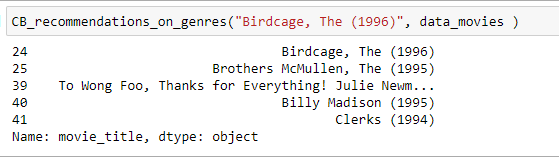 CB_recommendations_on_genres("Birdcage, The (1996)", data_movies )
24 Birdcage, The (1996)
25 Brothers McMullen, The (1995)
39 To Wong Foo, Thanks for Everything! Julie Newm...
40 Billy Madison (1995)
41 Clerks (1994)
Name: movie_title, dtype: object